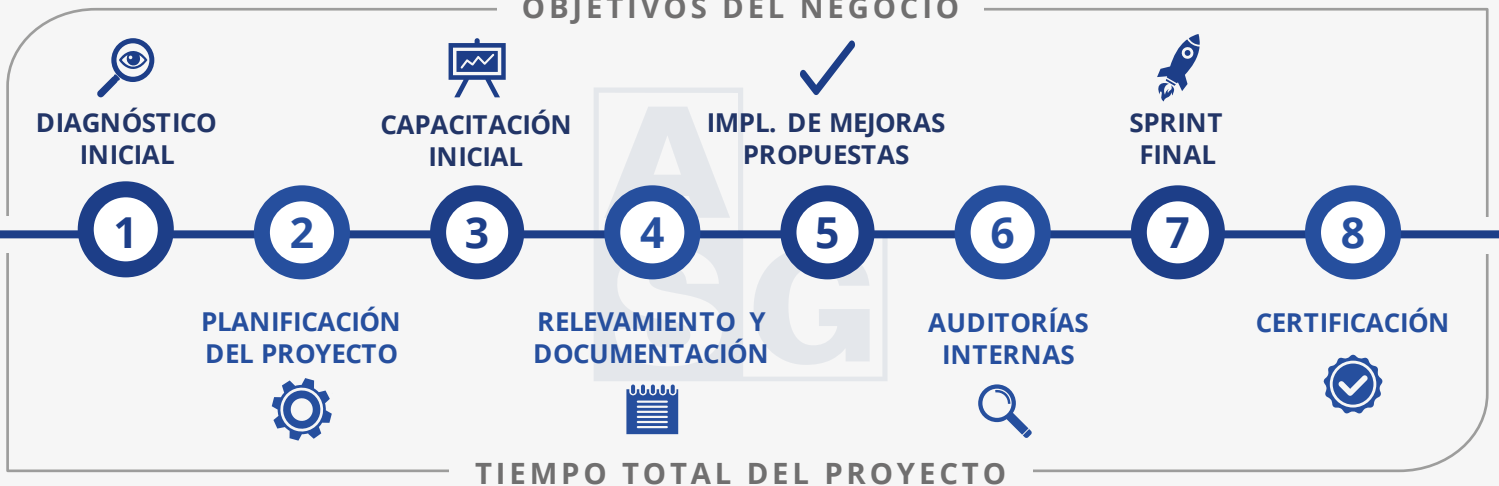 OBJETIVOS DEL NEGOCIO
DIAGNÓSTICO
INICIAL
CAPACITACIÓN
INICIAL
IMPL. DE MEJORAS
PROPUESTAS
SPRINT
FINAL
1
2
3
4
5
6
7
8
PLANIFICACIÓN
DEL PROYECTO
RELEVAMIENTO Y
DOCUMENTACIÓN
AUDITORÍAS
INTERNAS
CERTIFICACIÓN
A
S G
TIEMPO TOTAL DEL PROYECTO